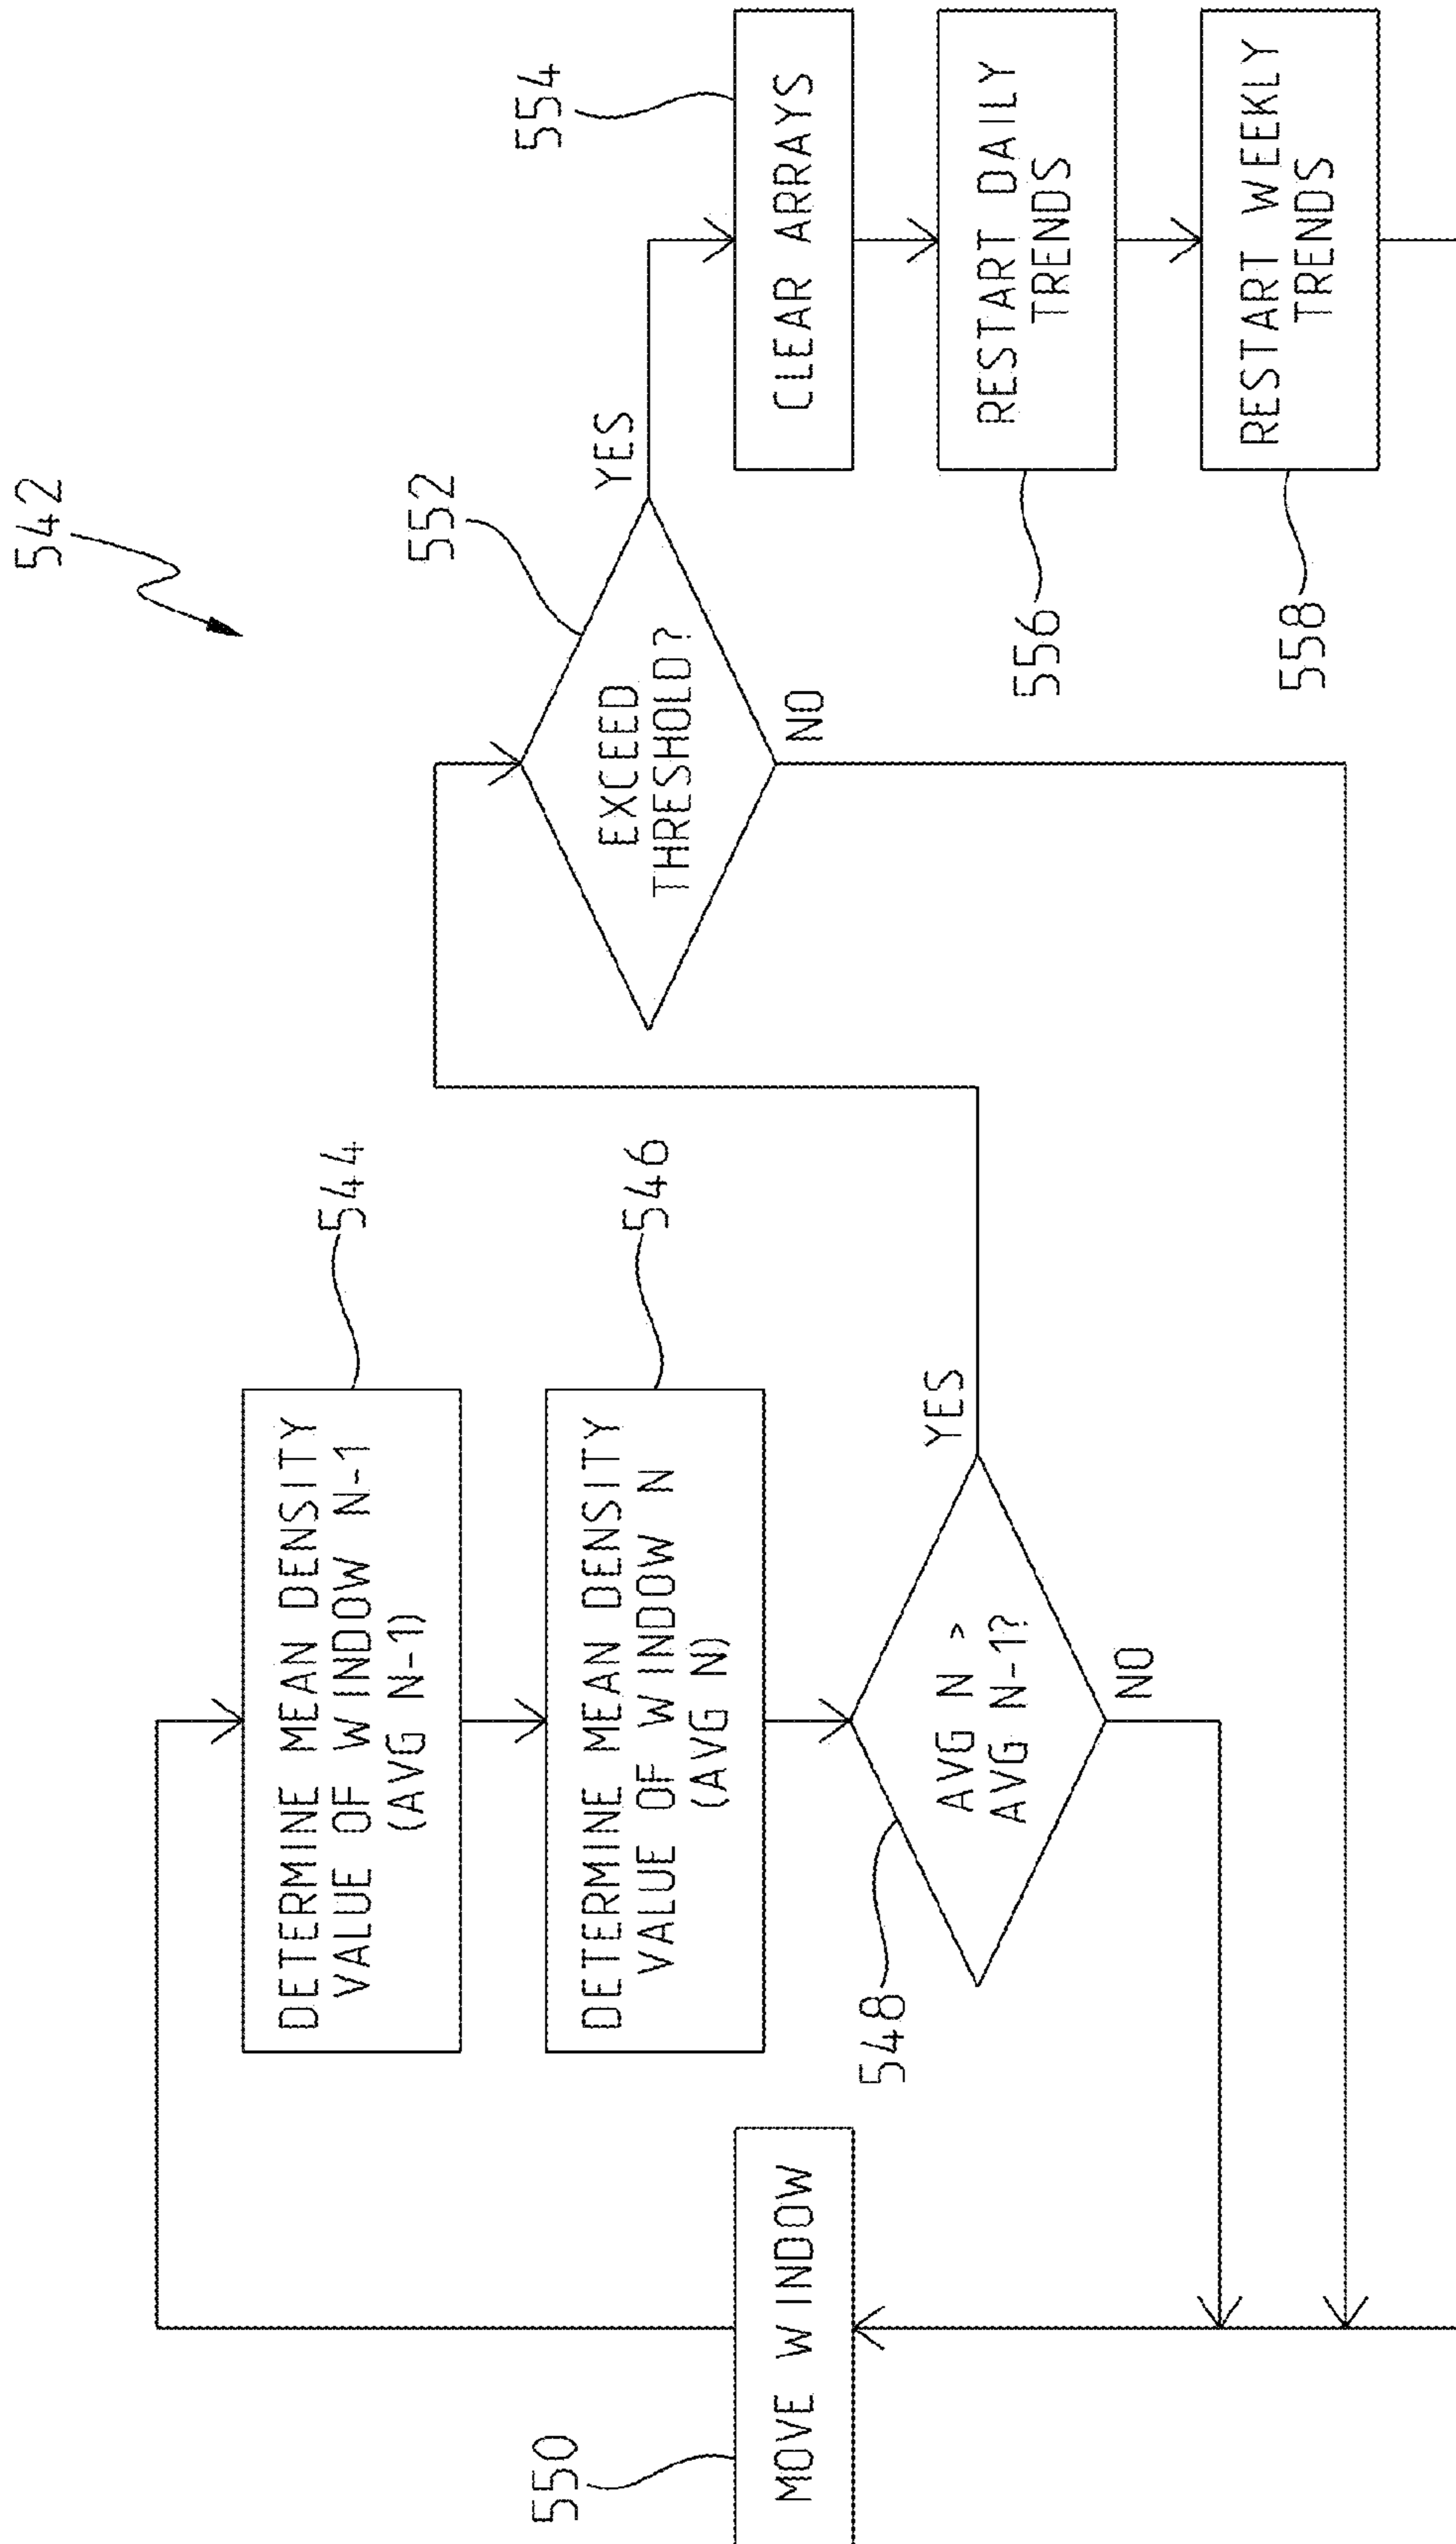 542
550
MOVE WINDOW
DETERMINE MEAN DENSITY
VALUE OF WINDOW N-1
(AVG N-1)
544
DETERMINE MEAN DENSITY
VALUE OF WINDOW N
(AVG N)
546
548
AVG N >
AVG N-1?
YES
NO
EXCEED
THRESHOLD?
552
YES
NO
554
CLEAR ARRAYS
RESTART DAILY
TRENDS
556
RESTART WEEKLY
TRENDS
558